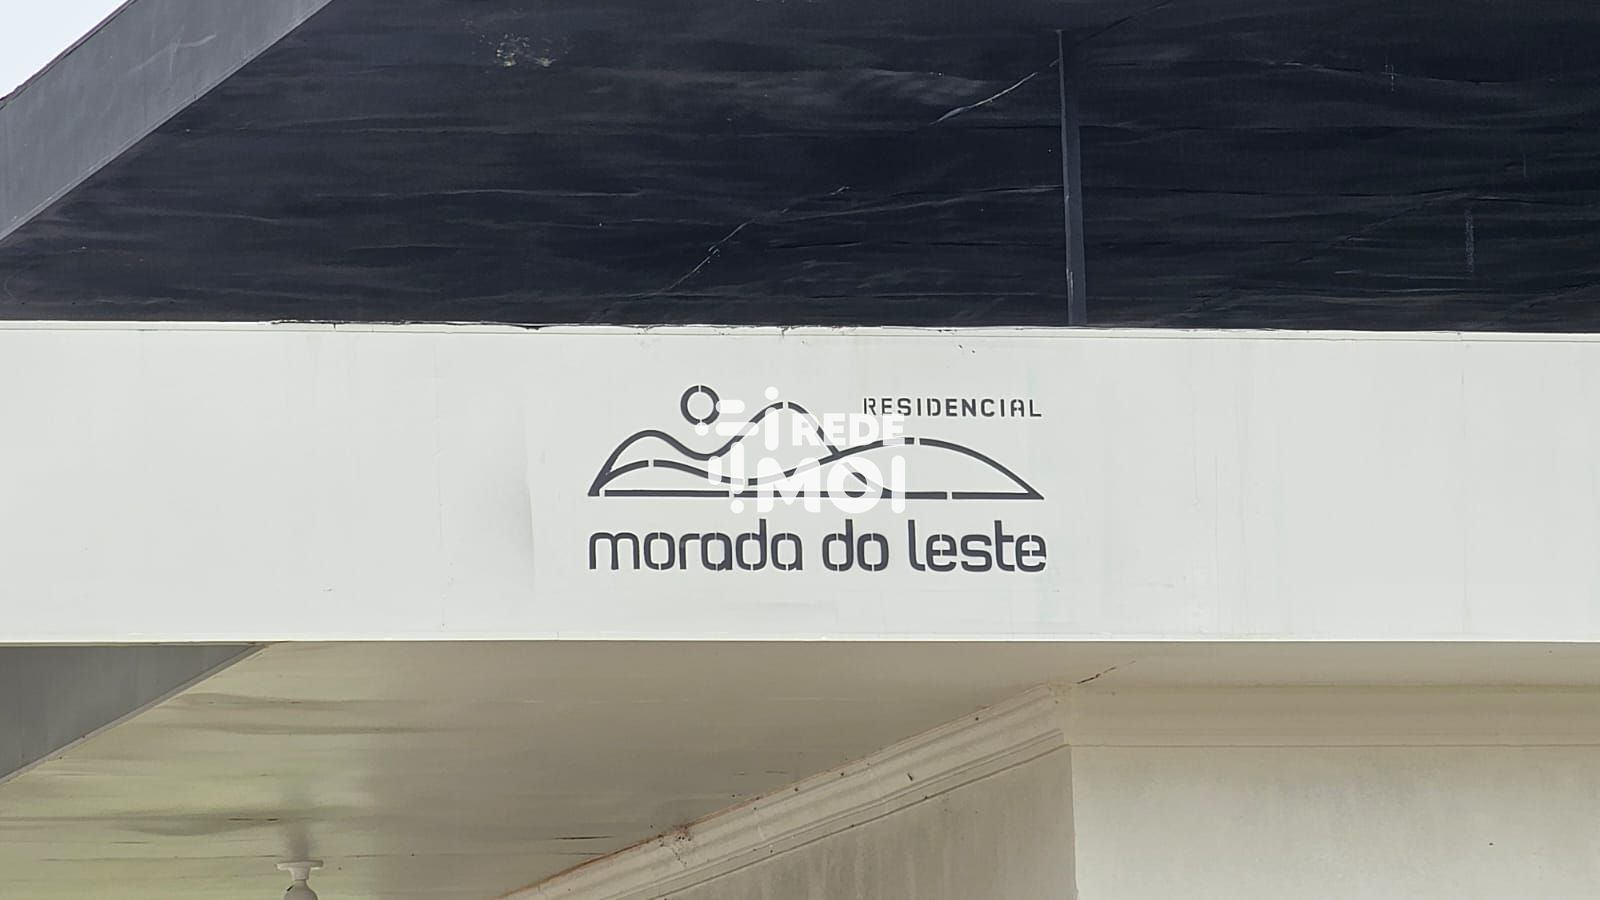 RESIDENCIAL
REDE
MOI
morada do leste